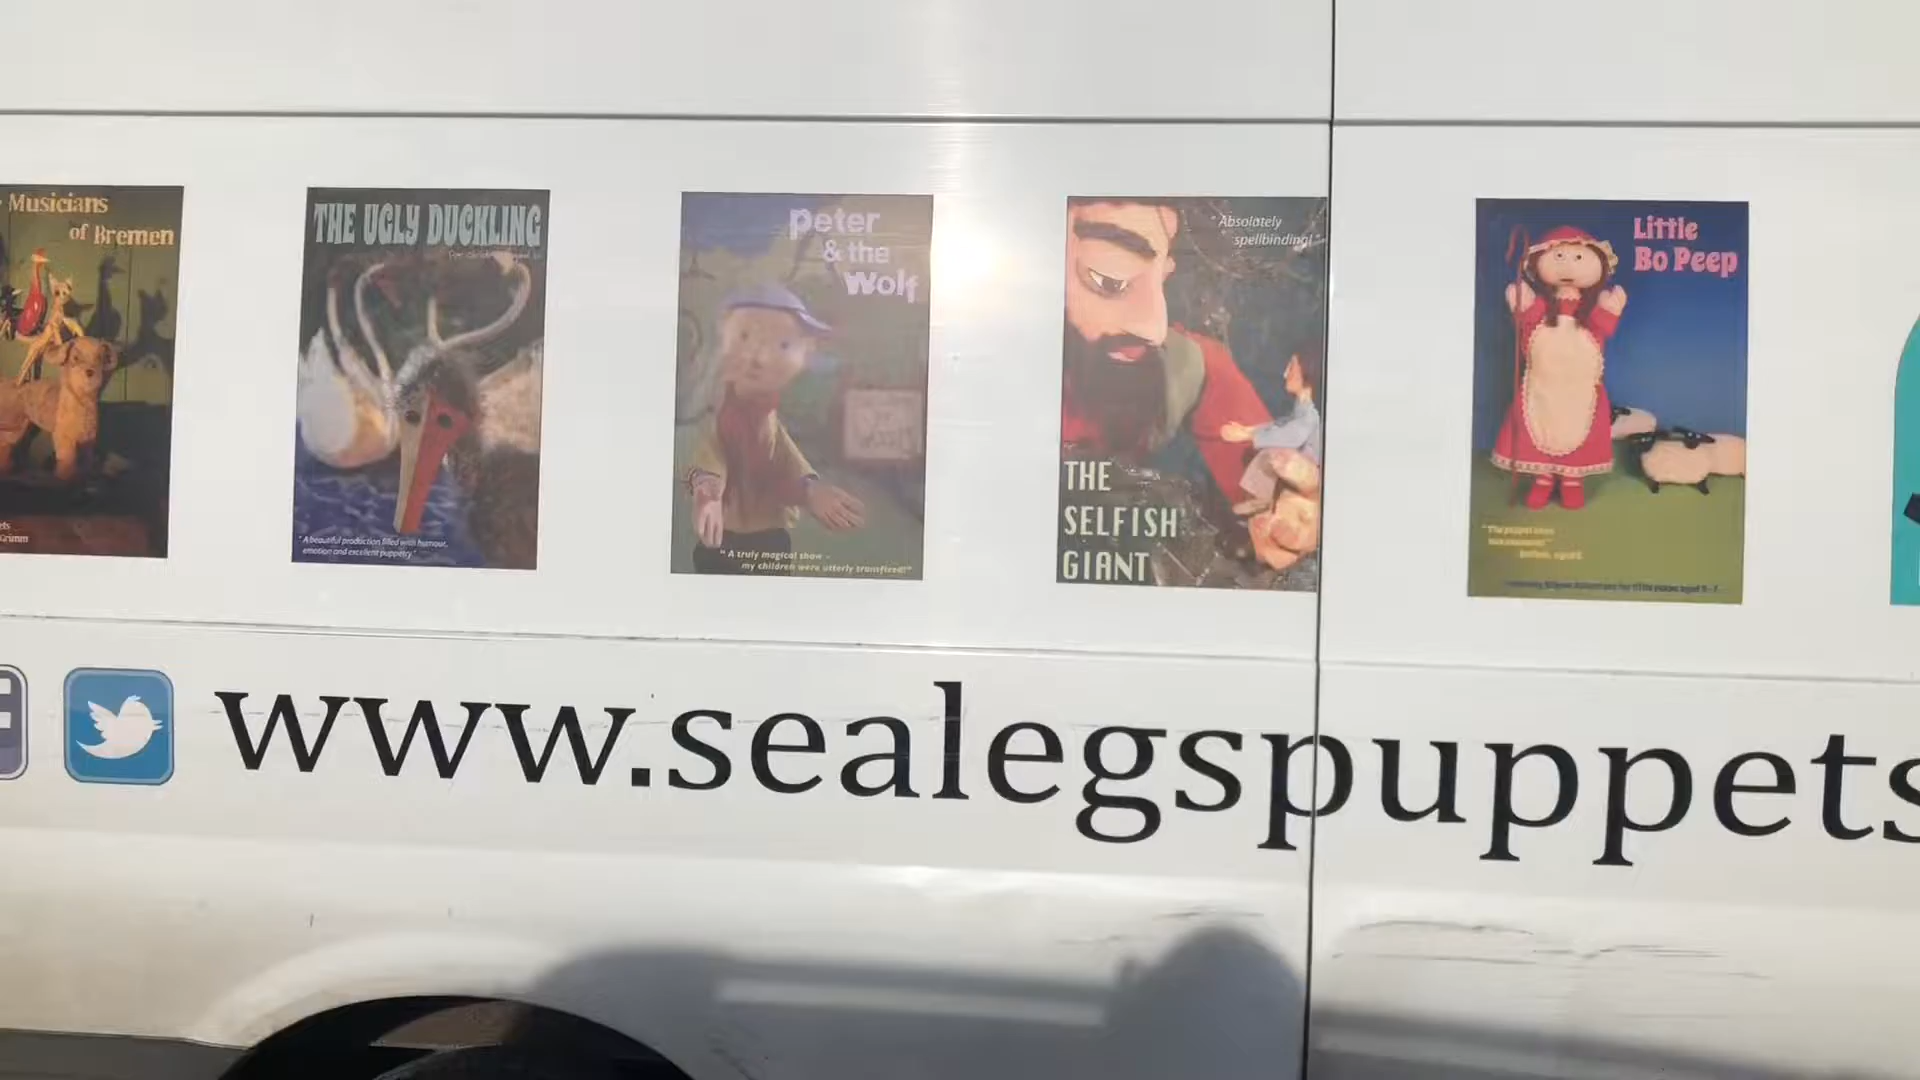 Musicians
of Bremen
Grimm
THE UGLY DUCKLING
"A beautiful production filled with humour,
emotion and excellent puppetry."
Peter
& the
Wolf
"A truly magical show -
my children were utterly transfixed!"
"Absolutely
spellbinding!"
THE
SELFISH
GIANT
Little
Bo Peep
www.sealegspuppets